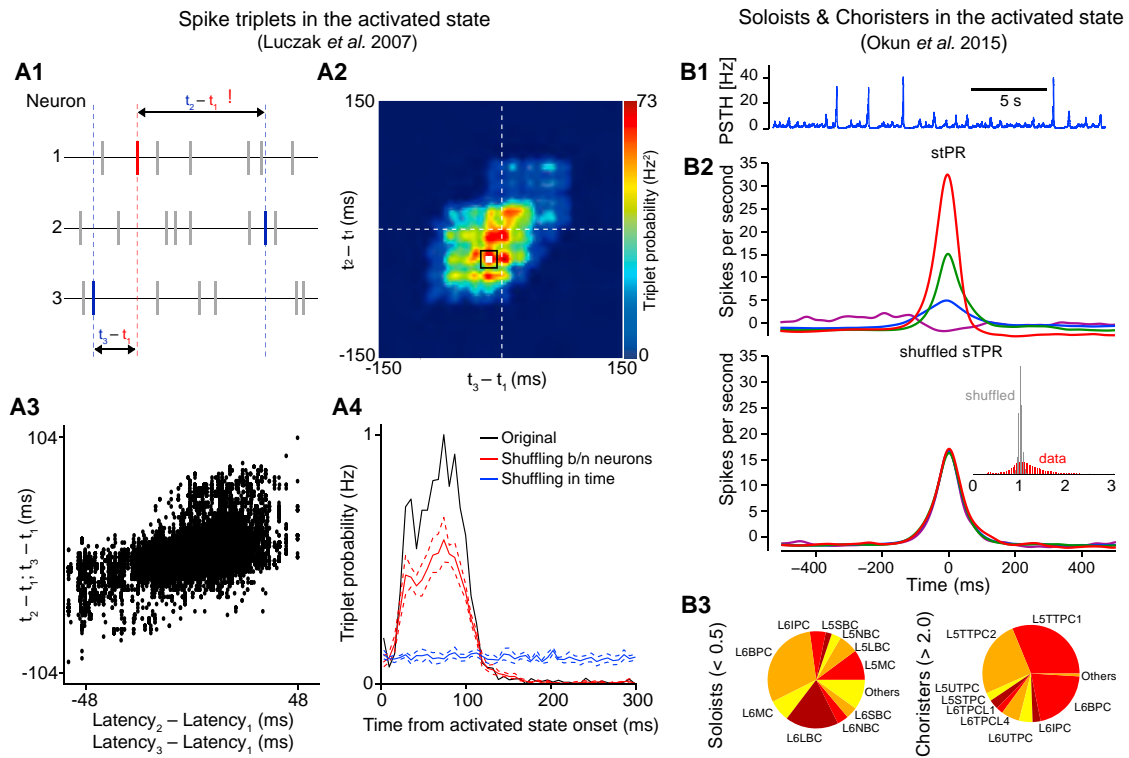 Spike triplets in the activated state
(Luczak et al. 2007)
Soloists & Choristers in the activated state
(Okun et al. 2015)
A1
Neuron
t2 – t1 !
1
2
3
t3 – t1
A2
150
t2 – t1 (ms)
-150
-150
150
t3 – t1 (ms)
73
Triplet probability (Hz²)
0
A3
104
t2 – t1; t3 – t1 (ms)
-104
-48
48
Latency2 – Latency1 (ms)
Latency3 – Latency1 (ms)
A4
1
Triplet probability (Hz)
0
Original
Shuffling b/n neurons
Shuffling in time
0
100
200
300
Time from activated state onset (ms)
B1
PSTH [Hz]
40
20
0
5 s
B2
stPR
Spikes per second
35
30
25
20
15
10
5
0
shuffled sTPR
Spikes per second
35
30
25
20
15
10
5
0
shuffled
data
0
1
2
3
-400
-200
0
200
400
Time (ms)
B3
Soloists (< 0.5)
L6IPC
L5SBC
L5NBC
L5LBC
L5MC
Others
L6SBC
L6NBC
L6LBC
L6MC
L6BPC
Choristers (> 2.0)
L5TTPC1
L5TTPC2
Others
L6BPC
L6IPC
L6UTPC
L6TPCL4
L6TPCL1
L5STPC
L5UTPC